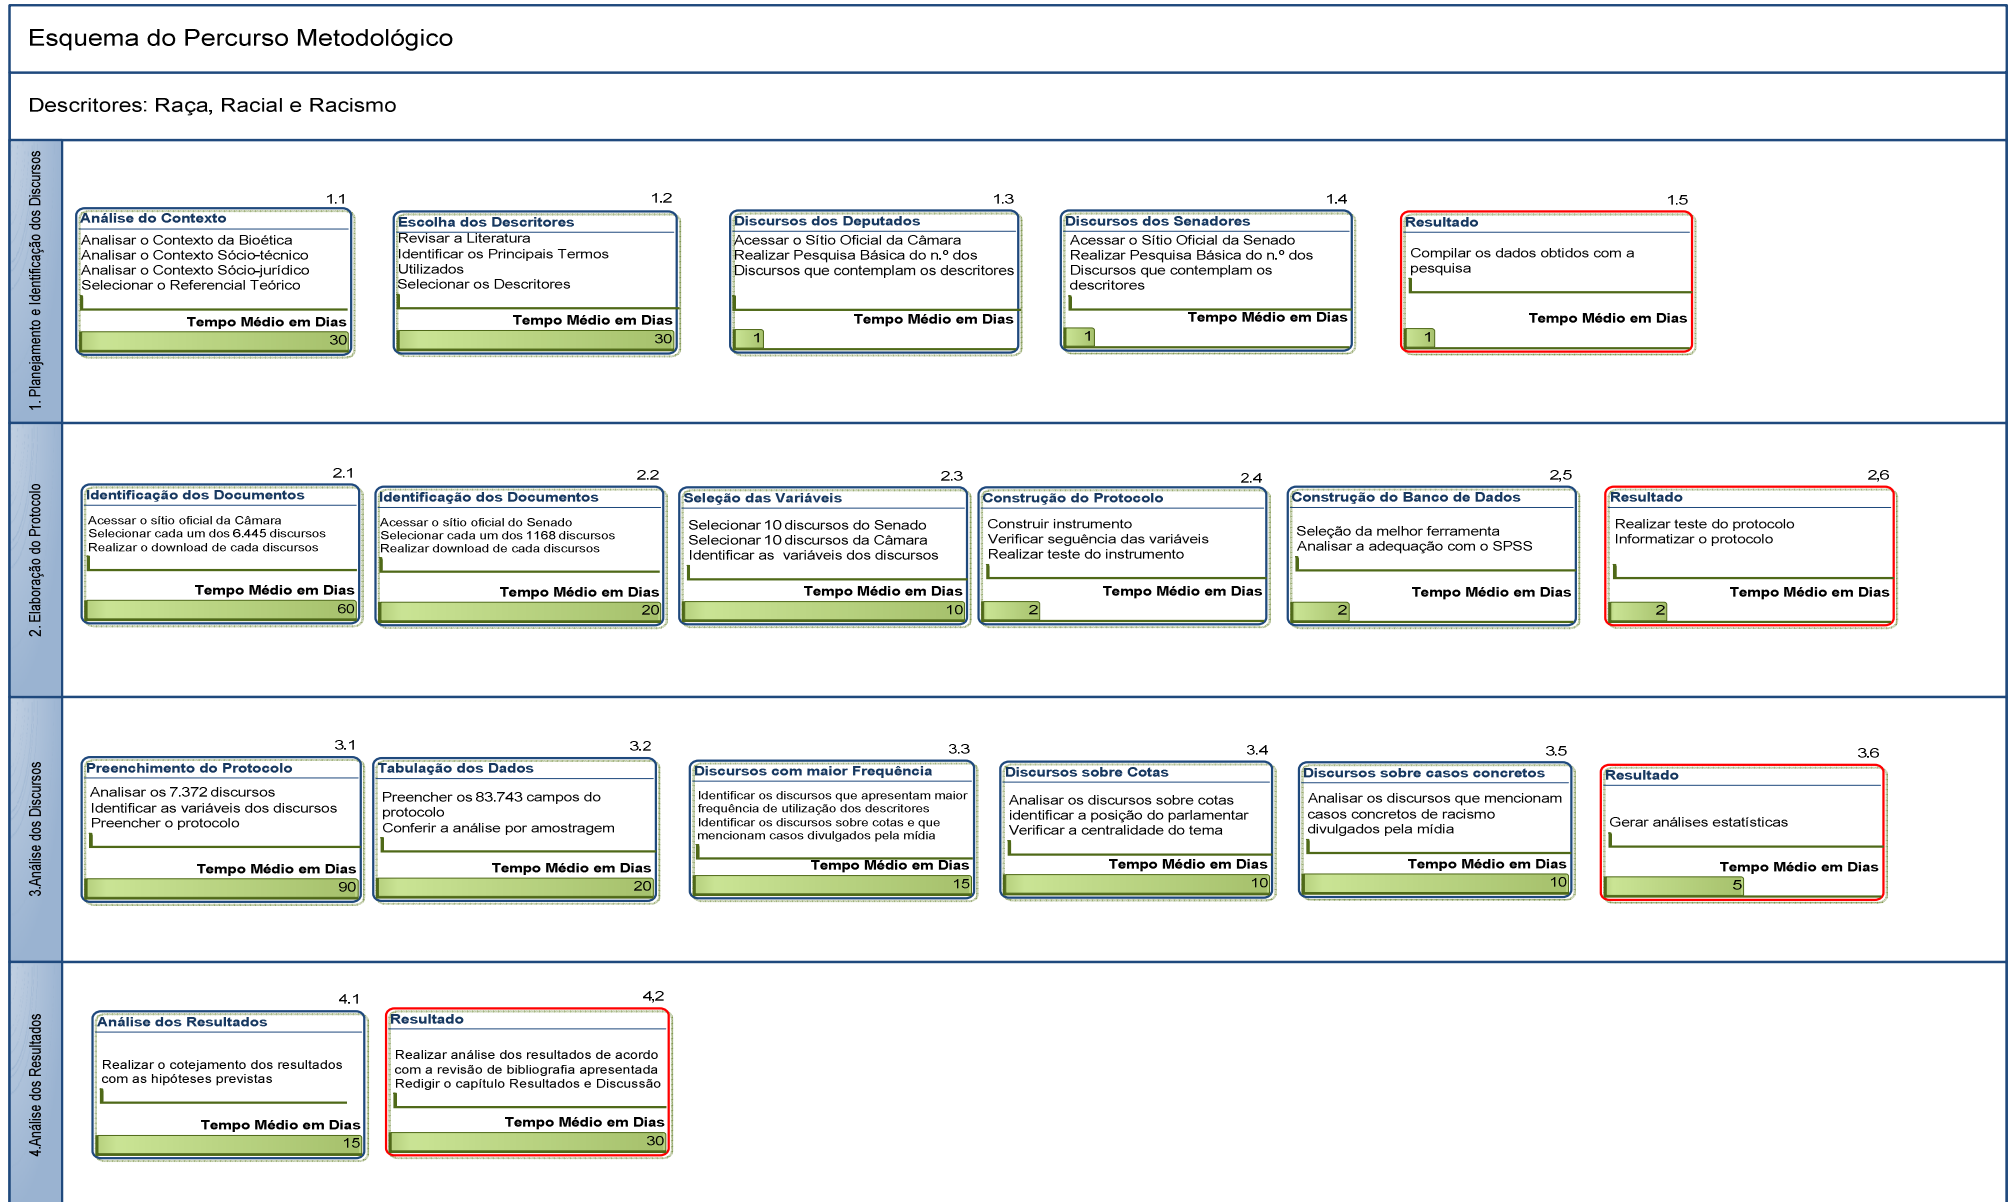 Esquema do Percurso Metodológico
Descritores: Raça, Racial e Racismo
1. Planejamento e Identificação dos Discursos
1.1
Análise do Contexto
Analisar o Contexto da Bioética
Analisar o Contexto Sócio-técnico
Analisar o Contexto Sócio-jurídico
Selecionar o Referencial Teórico
Tempo Médio em Dias
30
1.2
Escolha dos Descritores
Revisar a Literatura
Identificar os Principais Termos
Utilizados
Selecionar os Descritores
Tempo Médio em Dias
30
1.3
Discursos dos Deputados
Acessar o Sítio Oficial da Câmara
Realizar Pesquisa Básica do n.º dos
Discursos que contemplam os descritores
Tempo Médio em Dias
1
1.4
Discursos dos Senadores
Acessar o Sítio Oficial da Senado
Realizar Pesquisa Básica do n.º dos
Discursos que contemplam os
descritores
Tempo Médio em Dias
1
1.5
Resultado
Compilar os dados obtidos com a
pesquisa
Tempo Médio em Dias
1
2. Elaboração do Protocolo
2.1
Identificação dos Documentos
Acessar o sítio oficial da Câmara
Selecionar cada um dos 6.445 discursos
Realizar o download de cada discursos
Tempo Médio em Dias
60
2.2
Identificação dos Documentos
Acessar o sítio oficial do Senado
Selecionar cada um dos 1168 discursos
Realizar download de cada discursos
Tempo Médio em Dias
20
2.3
Seleção das Variáveis
Selecionar 10 discursos do Senado
Selecionar 10 discursos da Câmara
Identificar as variáveis dos discursos
Tempo Médio em Dias
10
2.4
Construção do Protocolo
Construir instrumento
Verificar seguência das variáveis
Realizar teste do instrumento
Tempo Médio em Dias
2
2,5
Construção do Banco de Dados
Seleção da melhor ferramenta
Analisar a adequação com o SPSS
Tempo Médio em Dias
2
2,6
Resultado
Realizar teste do protocolo
Informatizar o protocolo
Tempo Médio em Dias
2
3.Análise dos Discursos
3.1
Preenchimento do Protocolo
Analisar os 7.372 discursos
Identificar as variáveis dos discursos
Preencher o protocolo
Tempo Médio em Dias
90
3.2
Tabulação dos Dados
Preencher os 83.743 campos do
protocolo
Conferir a análise por amostragem
Tempo Médio em Dias
20
3.3
Discursos com maior Frequência
Identificar os discursos que apresentam maior
frequência de utilização dos descritores
Identificar os discursos sobre cotas e que
mencionam casos divulgados pela mídia
Tempo Médio em Dias
15
3.4
Discursos sobre Cotas
Analisar os discursos sobre cotas
identificar a posição do parlamentar
Verificar a centralidade do tema
Tempo Médio em Dias
10
3.5
Discursos sobre casos concretos
Analisar os discursos que mencionam
casos concretos de racismo
divulgados pela mídia
Tempo Médio em Dias
10
3.6
Resultado
Gerar análises estatísticas
Tempo Médio em Dias
5
4.Análise dos Resultados
4.1
Análise dos Resultados
Realizar o cotejamento dos resultados
com as hipóteses previstas
Tempo Médio em Dias
15
4,2
Resultado
Realizar análise dos resultados de acordo
com a revisão de bibliografia apresentada
Redigir o capítulo Resultados e Discussão
Tempo Médio em Dias
30